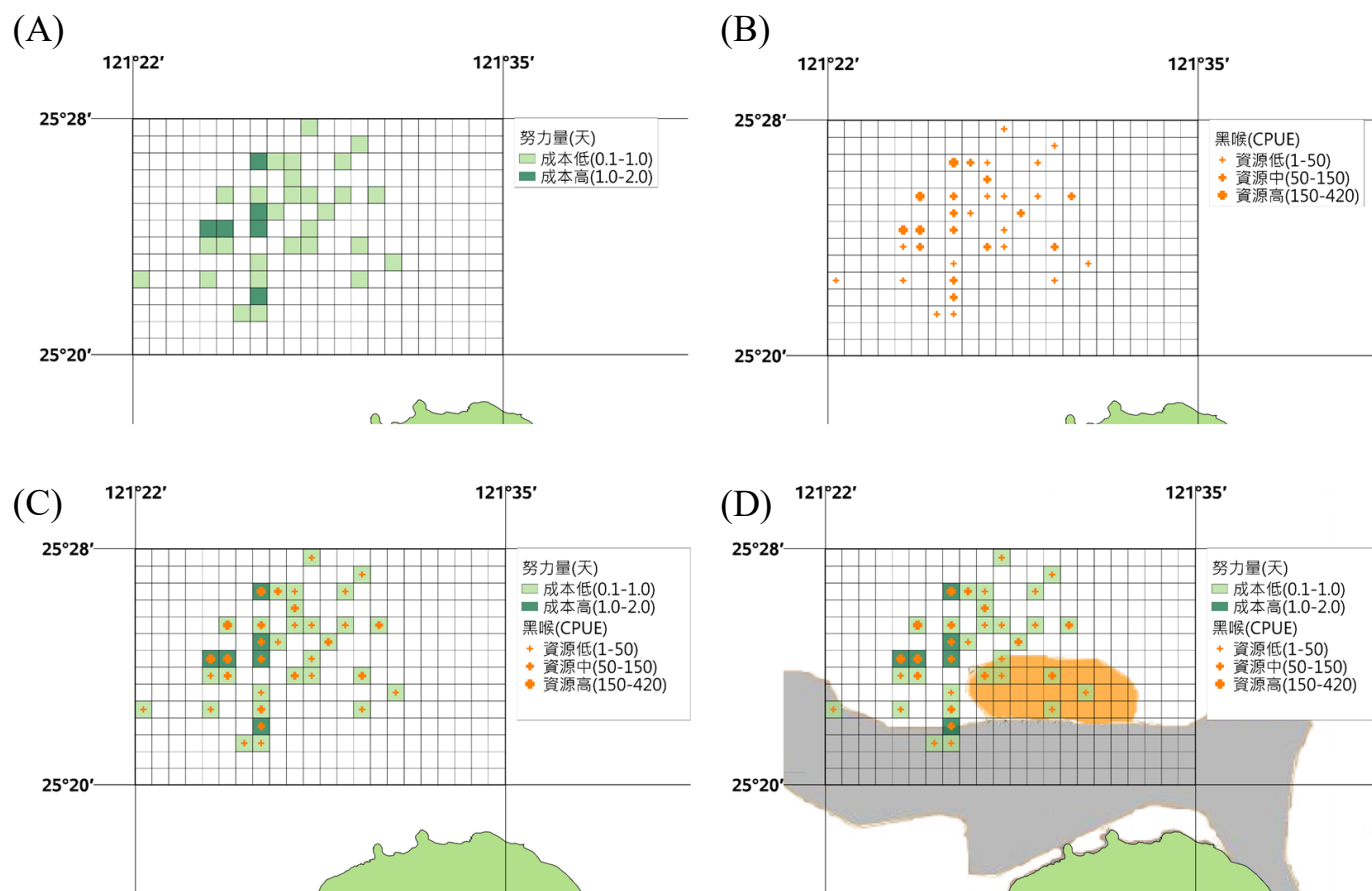 (A)
121°22′ 121°35′
25°28′
25°20′
努力量(天)
成本低(0.1-1.0)
成本高(1.0-2.0)
(B)
121°22′ 121°35′
25°28′
25°20′
黑喉(CPUE)
資源低(1-50)
資源中(50-150)
資源高(150-420)
(C)
121°22′ 121°35′
25°28′
25°20′
努力量(天)
成本低(0.1-1.0)
成本高(1.0-2.0)
黑喉(CPUE)
資源低(1-50)
資源中(50-150)
資源高(150-420)
(D)
121°22′ 121°35′
25°28′
25°20′
努力量(天)
成本低(0.1-1.0)
成本高(1.0-2.0)
黑喉(CPUE)
資源低(1-50)
資源中(50-150)
資源高(150-420)